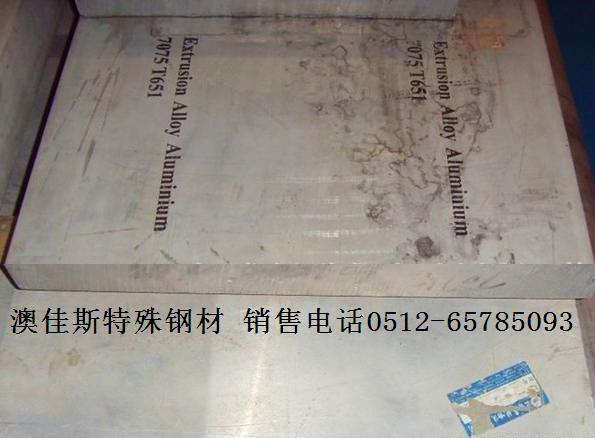 Extrusion Alloy Aluminium
7075 T651
Extrusion Alloy Aluminium
7075 T651
澳佳斯特殊钢材 销售电话0512-65785093